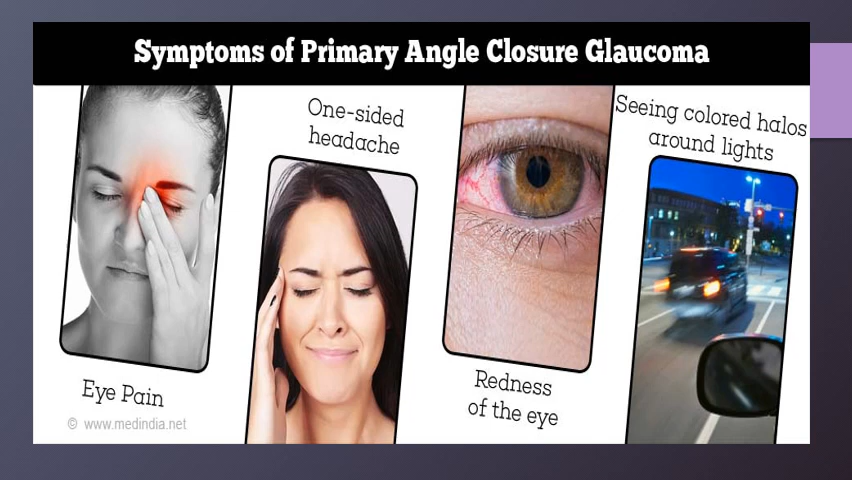 Symptoms of Primary Angle Closure Glaucoma
One-sided
headache
Seeing colored halos
around lights
Eye Pain
Redness
of the eye
© www.medindia.net